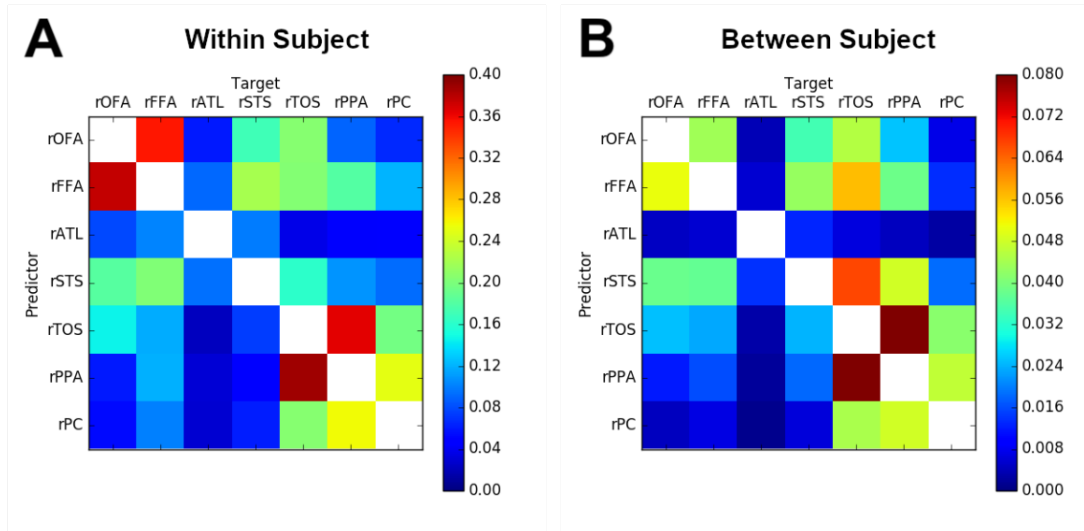 A
Within Subject
Target
rOFA rFFA rATL rSTS rTOS rPPA rPC
Predictor
rOFA
rFFA
rATL
rSTS
rTOS
rPPA
rPC
0.40
0.36
0.32
0.28
0.24
0.20
0.16
0.12
0.08
0.04
0.00
B
Between Subject
Target
rOFA rFFA rATL rSTS rTOS rPPA rPC
Predictor
rOFA
rFFA
rATL
rSTS
rTOS
rPPA
rPC
0.080
0.072
0.064
0.056
0.048
0.040
0.032
0.024
0.016
0.008
0.000